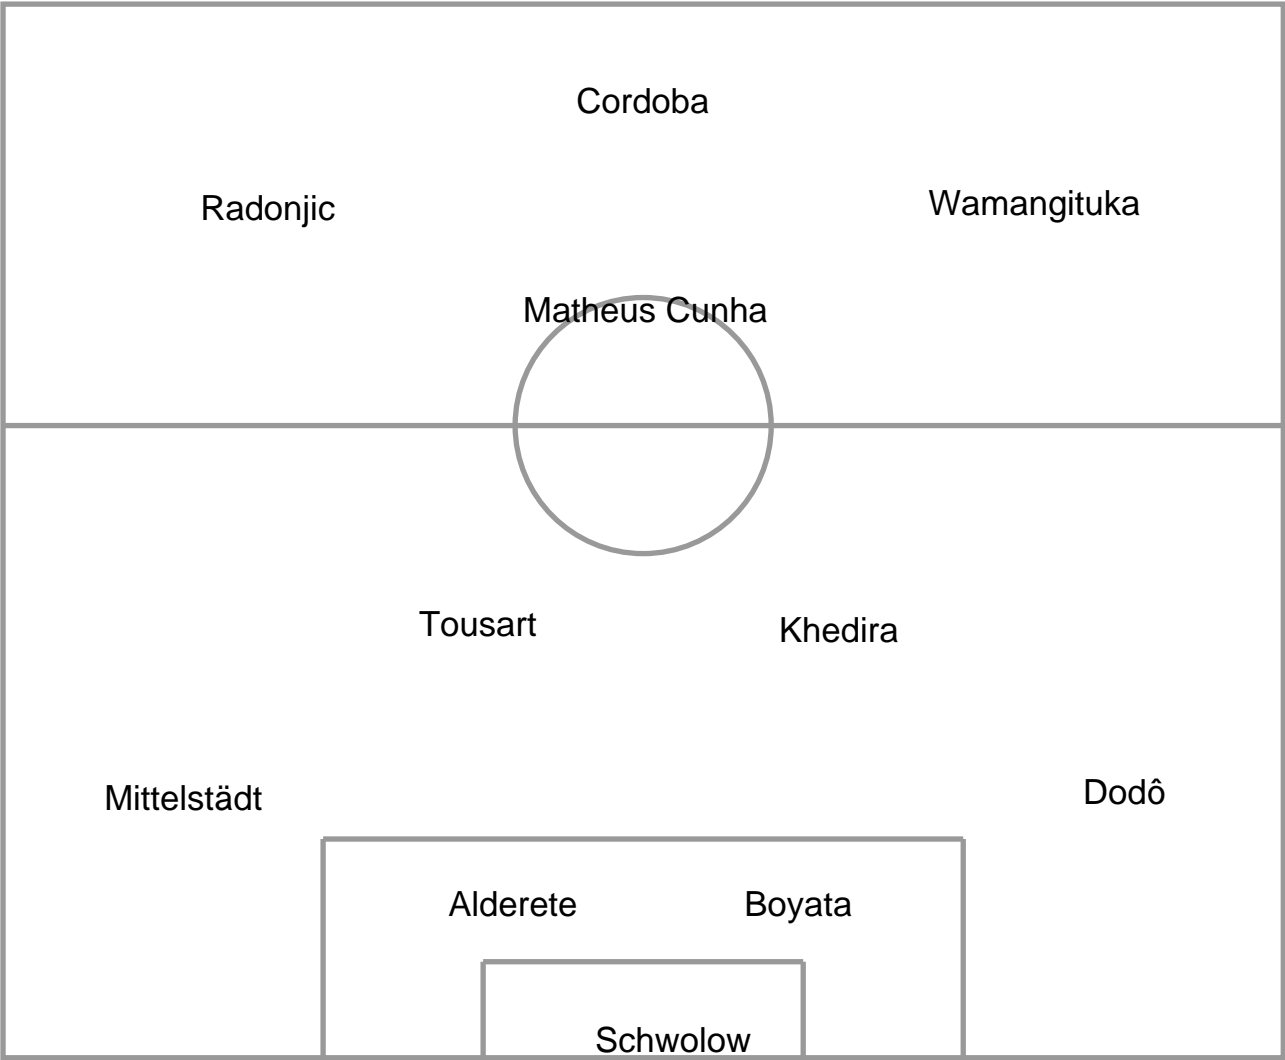 Cordoba
Radonjic
Wamangituka
Matheus Cunha
Tousart
Khedira
Mittelstädt
Dodô
Alderete
Boyata
Schwolow